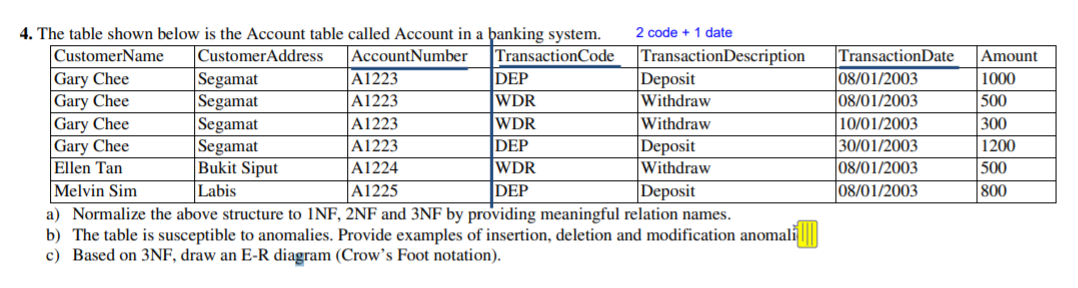 4. The table shown below is the Account table called Account in a banking system. 2 code + 1 date
CustomerName CustomerAddress AccountNumber TransactionCode TransactionDescription TransactionDate Amount
Gary Chee Segamat A1223 DEP Deposit 08/01/2003 1000
Gary Chee Segamat A1223 WDR Withdraw 08/01/2003 500
Gary Chee Segamat A1223 WDR Withdraw 10/01/2003 300
Gary Chee Segamat A1223 DEP Deposit 30/01/2003 1200
Ellen Tan Bukit Siput A1224 WDR Withdraw 08/01/2003 500
Melvin Sim Labis A1225 DEP Deposit 08/01/2003 800
a) Normalize the above structure to 1NF, 2NF and 3NF by providing meaningful relation names.
b) The table is susceptible to anomalies. Provide examples of insertion, deletion and modification anomali
c) Based on 3NF, draw an E-R diagram (Crow's Foot notation).